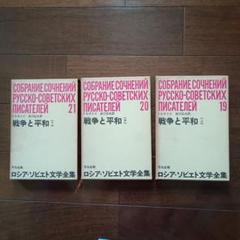 СОБРАНИЕ СОЧНЕНИЙ
РУССКО-СОВЕТСКИХ
ПИСАТЕЛЕЙ 21
戦争と平和
ロシア・ソビエト文学全集
СОБРАНИЕ СОЧНЕНИЙ
РУССКО-СОВЕТСКИХ
ПИСАТЕЛЕЙ 20
戦争と平和
ロシア・ソビエト文学全集
СОБРАНИЕ СОЧНЕНИЙ
РУССКО-СОВЕТСКИХ
ПИСАТЕЛЕЙ 19
戦争と平和
ロシア・ソビエト文学全集